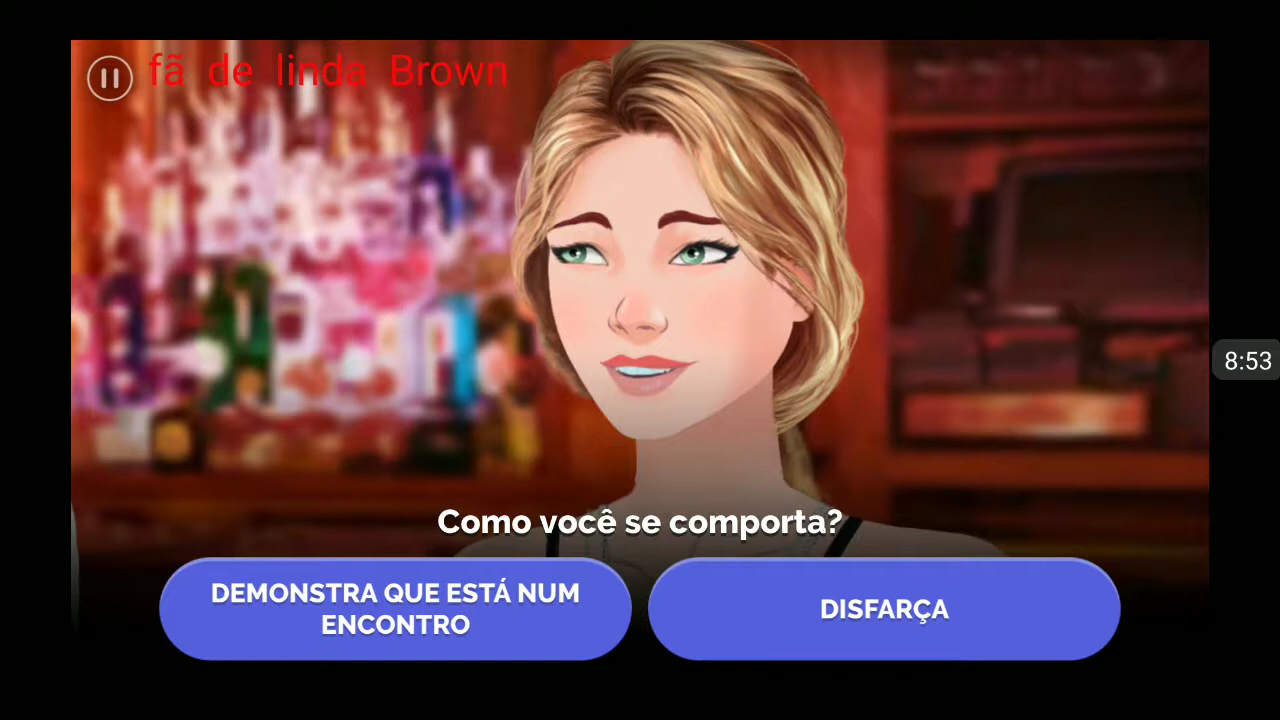 fã de linda Brown
8:53
Como você se comporta?
DEMONSTRA QUE ESTÁ NUM
ENCONTRO
DISFARÇA